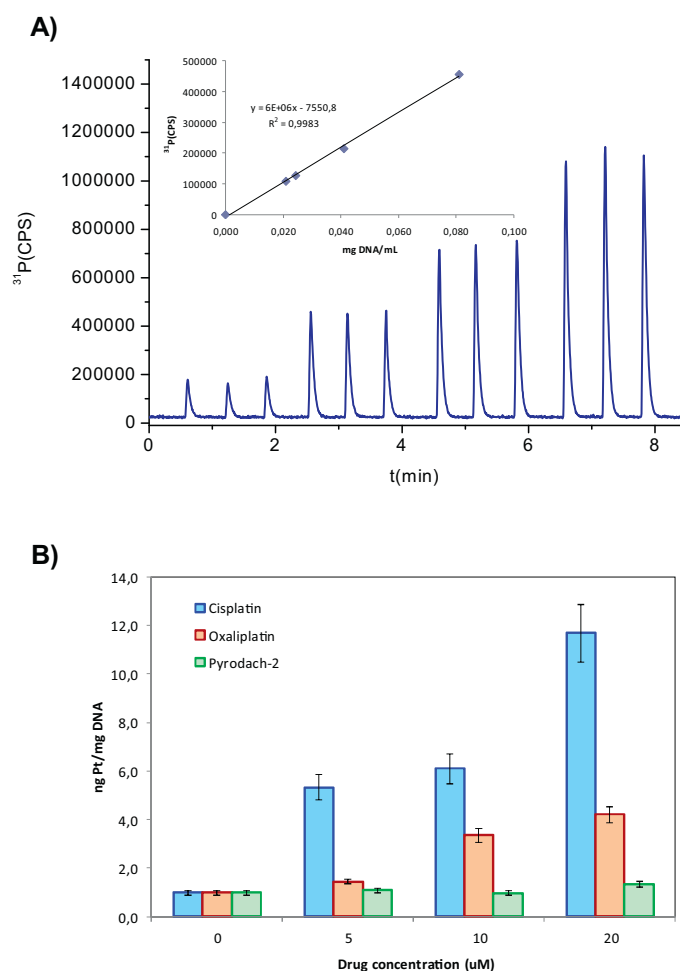 A)
1400000
1200000
1000000
800000
600000
400000
200000
0
³¹P(CPS)
500000
400000
300000
200000
100000
0
³¹P(CPS)
y = 6E+06x - 7550,8
R² = 0,9983
0,000 0,020 0,040 0,060 0,080 0,100
mg DNA/mL
0 2 4 6 8
t(min)
B)
14,0
12,0
10,0
8,0
6,0
4,0
2,0
0,0
ng Pt/mg DNA
Cisplatin
Oxaliplatin
Pyrodach-2
0 5 10 20
Drug concentration (uM)